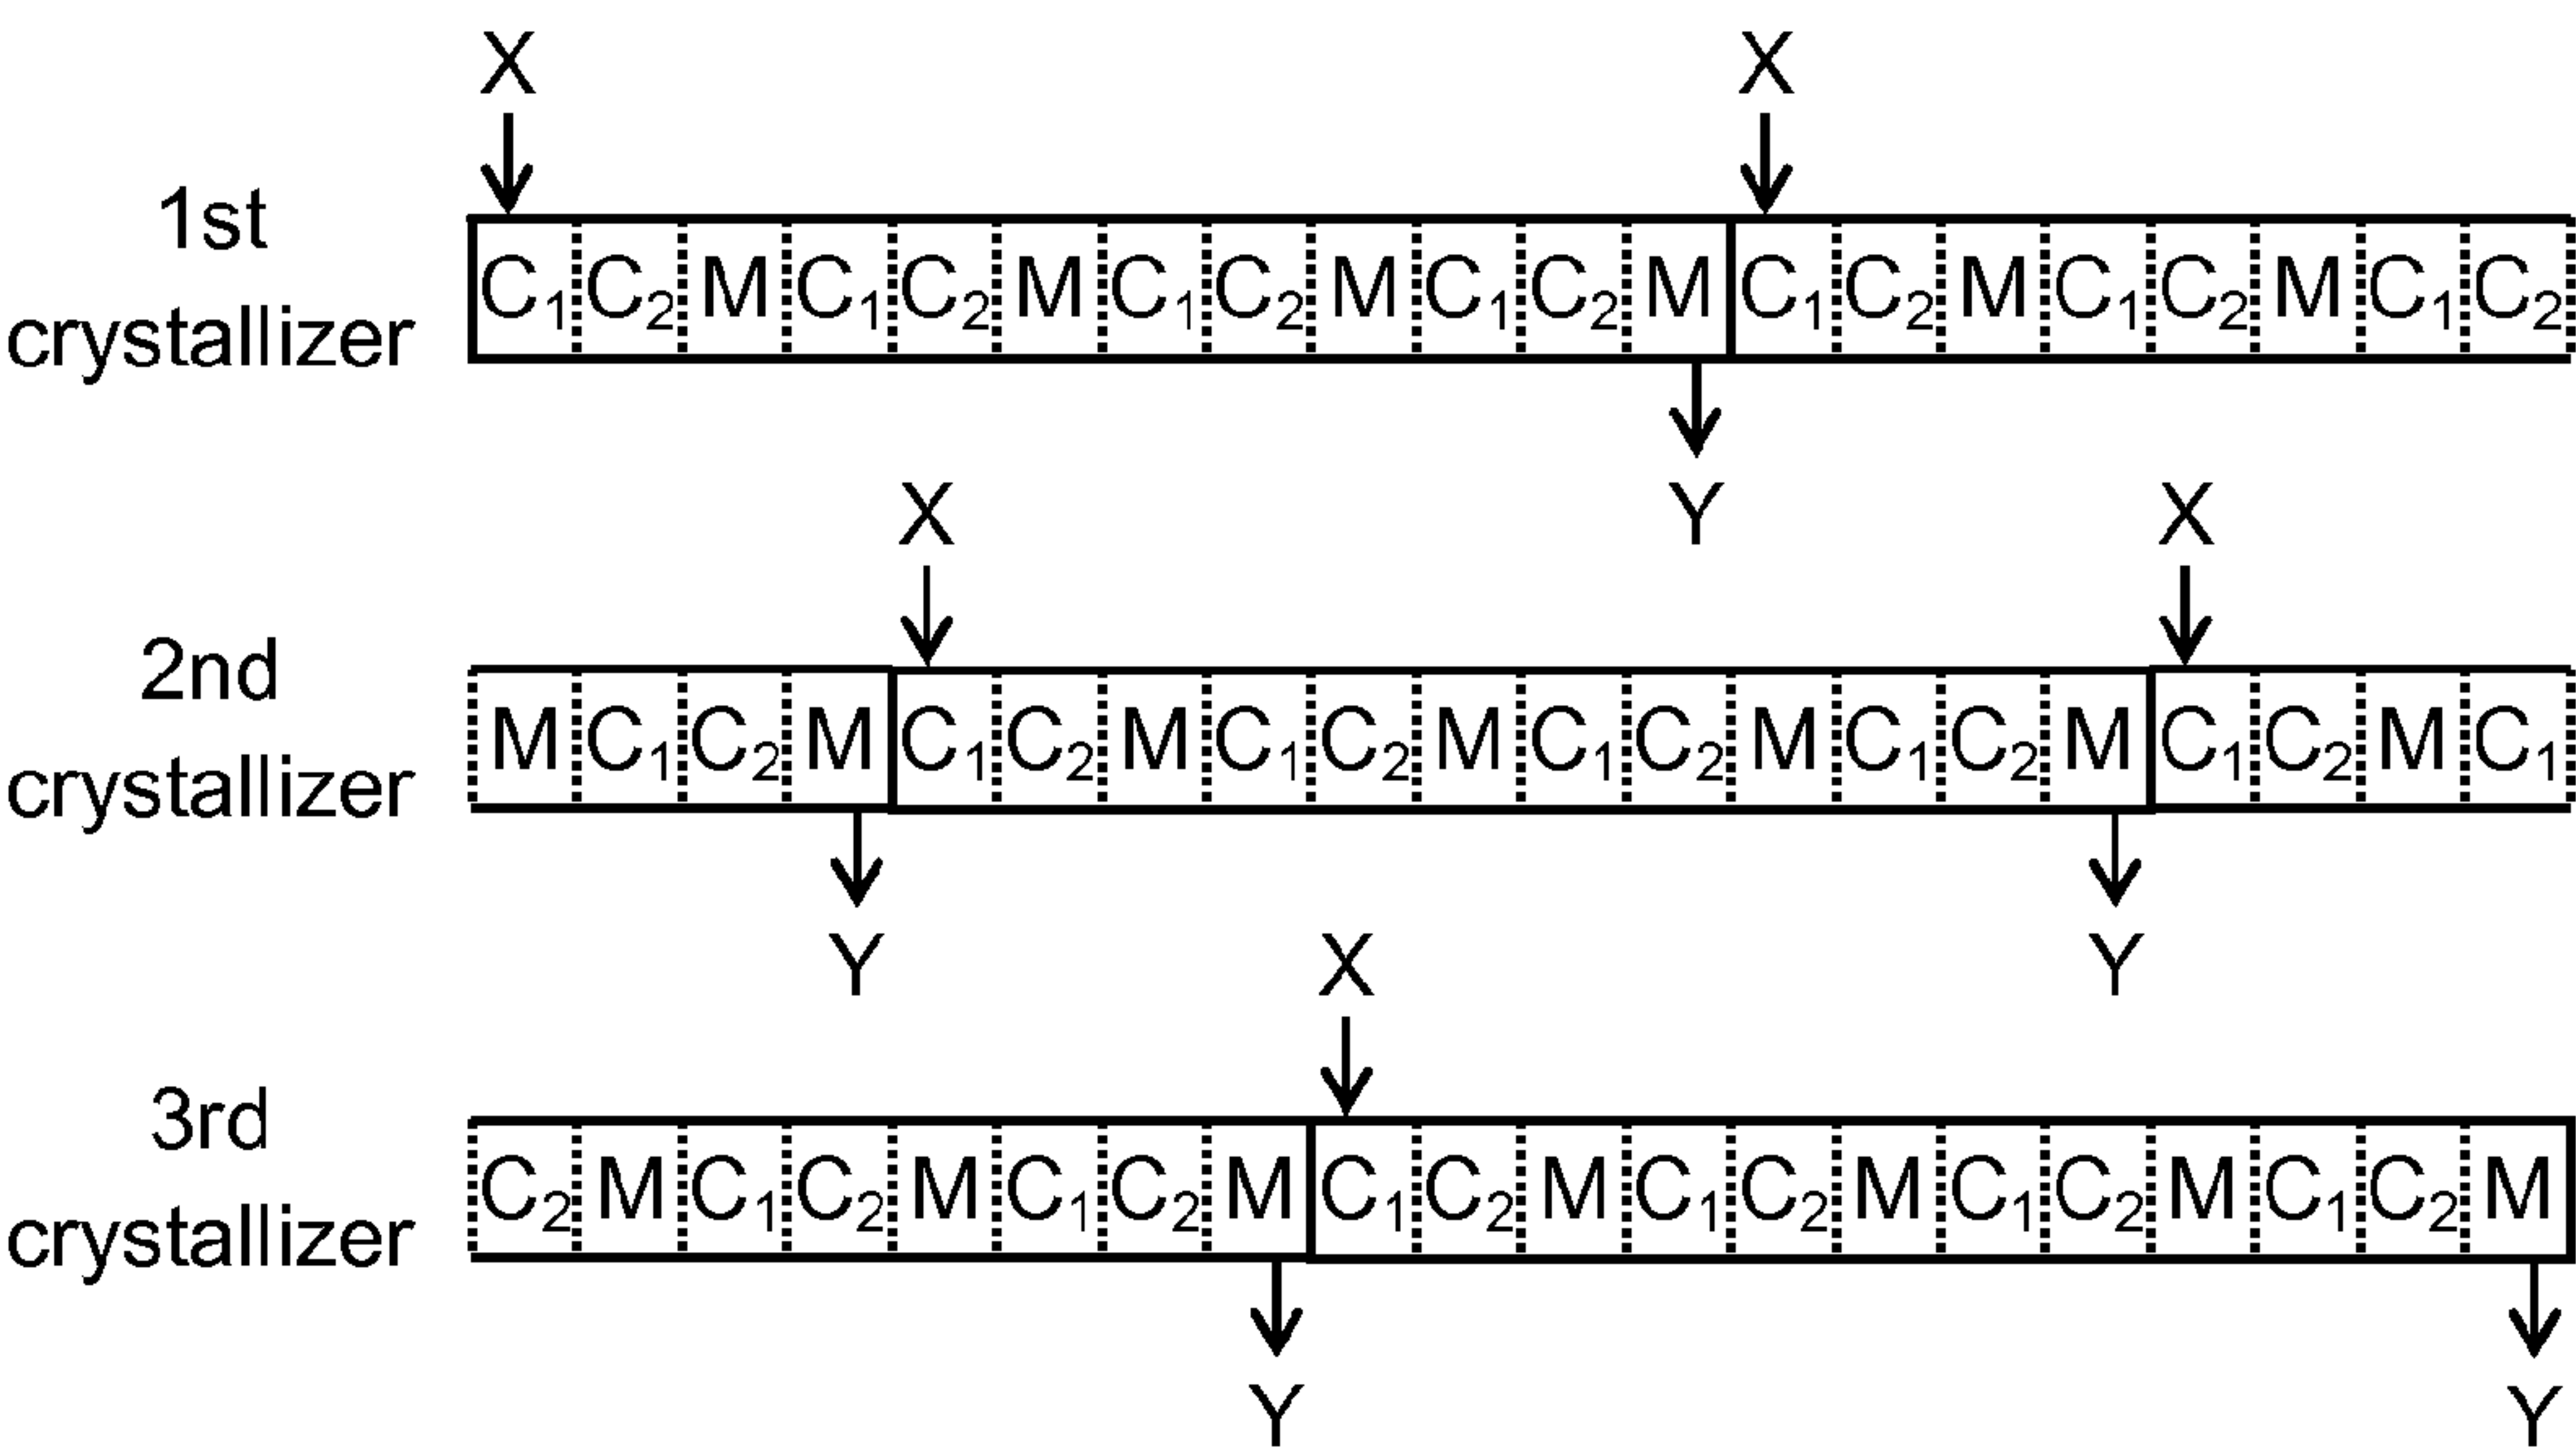 X X
1st
crystallizer
C₁ C₂ M C₁ C₂ M C₁ C₂ M C₁ C₂ M C₁ C₂ M C₁ C₂ M C₁ C₂
Y
X X
2nd
crystallizer
M C₁ C₂ M C₁ C₂ M C₁ C₂ M C₁ C₂ M C₁ C₂ M C₁ C₂ M C₁
Y Y
X
3rd
crystallizer
C₂ M C₁ C₂ M C₁ C₂ M C₁ C₂ M C₁ C₂ M C₁ C₂ M C₁ C₂ M
Y Y